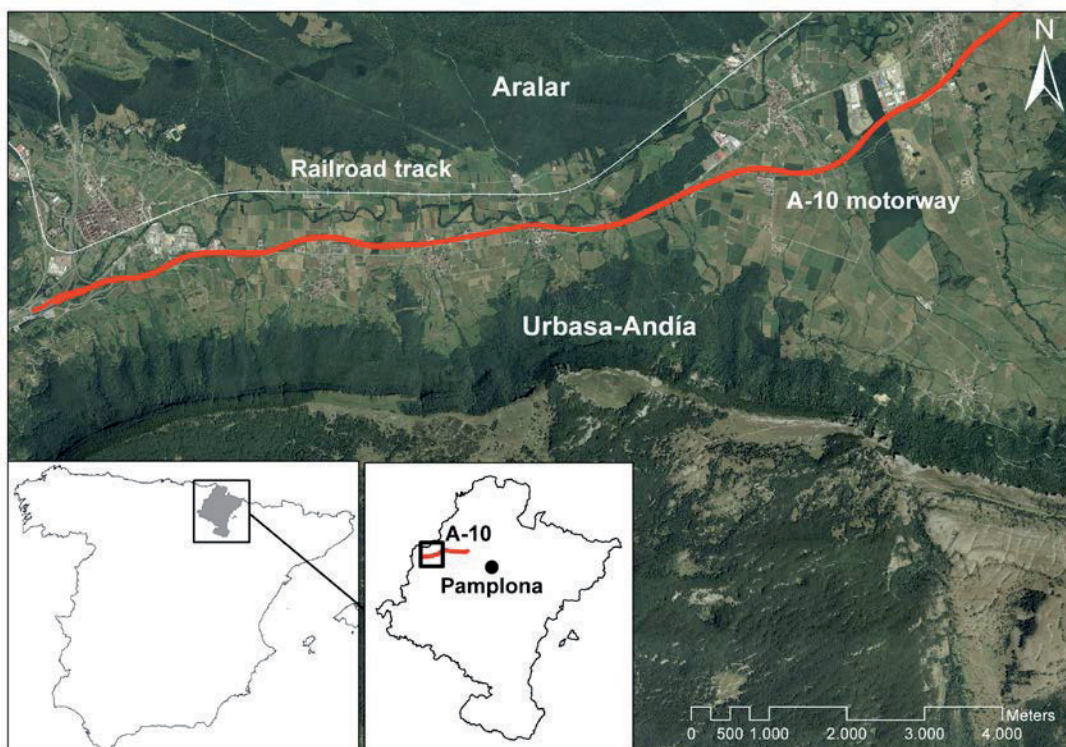 N
Aralar
Railroad track
A-10 motorway
Urbasa-Andía
A-10
Pamplona
Meters
0 500 1.000 2.000 3.000 4.000